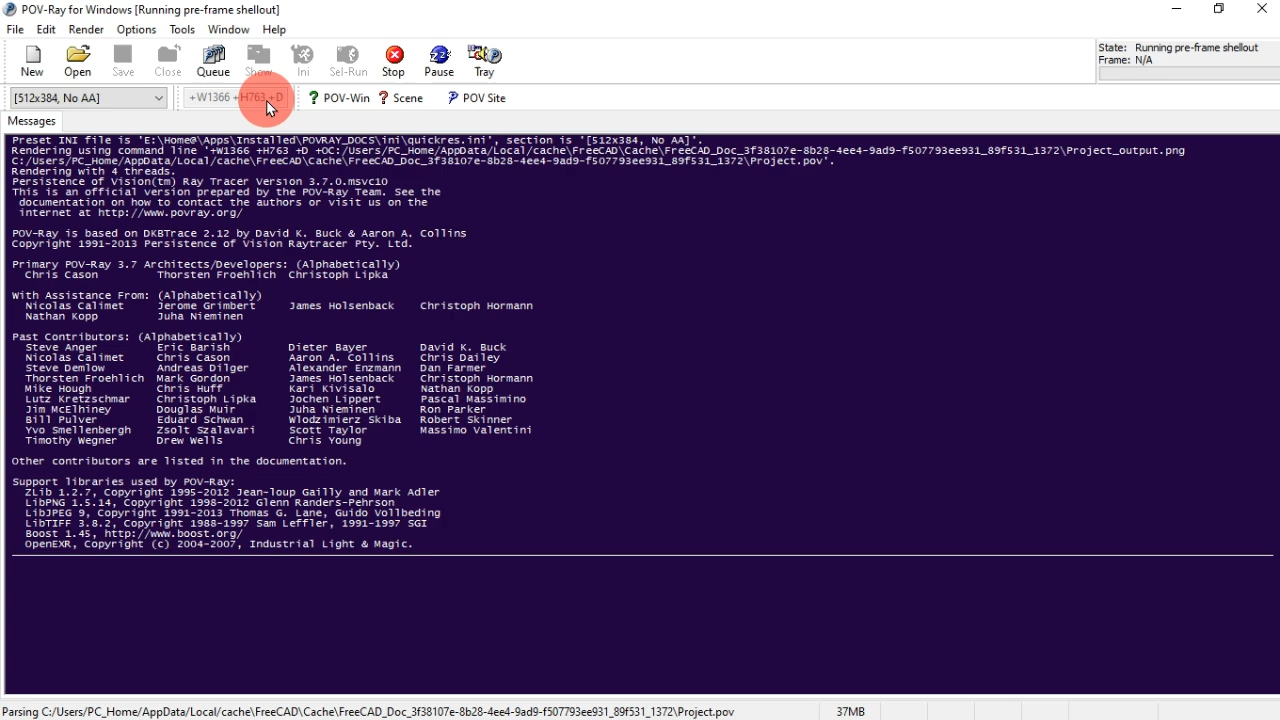 POV-Ray for Windows [Running pre-frame shellout]
File Edit Render Options Tools Window Help
New Open Save Close Queue Show Ini Sel-Run Stop Pause Tray
State: Running pre-frame shellout
Frame: N/A
[512x384, No AA] +W1366 +H763 +D POV-Win Scene POV Site
Messages
Preset INI file is 'E:\Home@\Apps\Installed\POVRAY_DOCS\ini\quickres.ini', section is '[512x384, No AA]'.
Rendering using command line '+W1366 +H763 +D +OC:/Users/PC_Home/AppData/Local/cache\FreeCAD\Cache\FreeCAD_Doc_3f38107e-8b28-4ee4-9ad9-f507793ee931_89f531_1372\Project_output.png
C:/Users/PC_Home/AppData/Local/cache\FreeCAD\Cache\FreeCAD_Doc_3f38107e-8b28-4ee4-9ad9-f507793ee931_89f531_1372\Project.pov'.
Rendering with 4 threads.
Persistence of Vision(tm) Ray Tracer Version 3.7.0.msvc10
This is an official version prepared by the POV-Ray Team. See the
documentation on how to contact the authors or visit us on the
internet at http://www.povray.org/
POV-Ray is based on DKBTrace 2.12 by David K. Buck & Aaron A. Collins
Copyright 1991-2013 Persistence of Vision Raytracer Pty. Ltd.
Primary POV-Ray 3.7 Architects/Developers: (Alphabetically)
Chris Cason Thorsten Froehlich Christoph Lipka
With Assistance From: (Alphabetically)
Nicolas Calimet Jerome Grimbert James Holsenback Christoph Hormann
Nathan Kopp Juha Nieminen
Past Contributors: (Alphabetically)
Steve Anger Eric Barish Dieter Bayer David K. Buck
Nicolas Calimet Chris Cason Aaron A. Collins Chris Dailey
Steve Demlow Andreas Dilger Alexander Enzmann Dan Farmer
Thorsten Froehlich Mark Gordon James Holsenback Christoph Hormann
Mike Hough Chris Huff Kari Kivisalo Nathan Kopp
Lutz Kretzschmar Christoph Lipka Jochen Lippert Pascal Massimino
Jim McElhiney Douglas Muir Juha Nieminen Ron Parker
Bill Pulver Eduard Schwan Wlodzimierz Skiba Robert Skinner
Yvo Smellenbergh Zsolt Szalavari Scott Taylor Massimo Valentini
Timothy Wegner Drew Wells Chris Young
Other contributors are listed in the documentation.
Support libraries used by POV-Ray:
ZLib 1.2.7, Copyright 1995-2012 Jean-loup Gailly and Mark Adler
LibPNG 1.5.14, Copyright 1998-2012 Glenn Randers-Pehrson
LibJPEG 9, Copyright 1991-2013 Thomas G. Lane, Guido Vollbeding
LibTIFF 3.8.2, Copyright 1988-1997 Sam Leffler, 1991-1997 SGI
Boost 1.45, http://www.boost.org/
OpenEXR, Copyright (c) 2004-2007, Industrial Light & Magic.
Parsing C:/Users/PC_Home/AppData/Local/cache\FreeCAD\Cache\FreeCAD_Doc_3f38107e-8b28-4ee4-9ad9-f507793ee931_89f531_1372\Project.pov 37MB